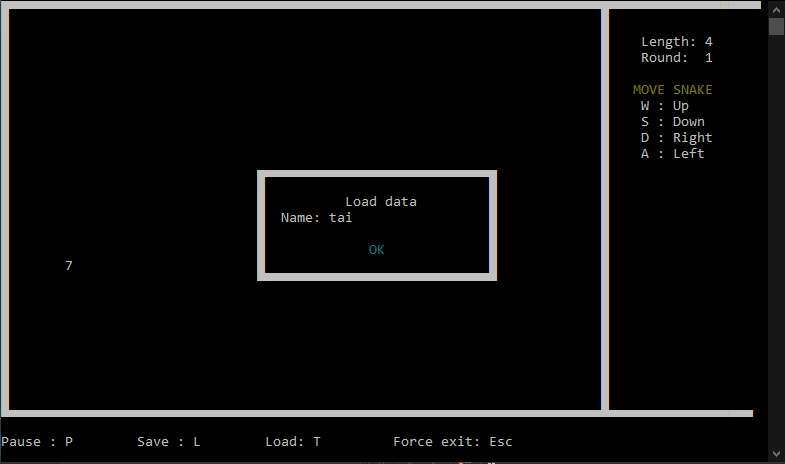 Length: 4
Round: 1
MOVE SNAKE
W : Up
S : Down
D : Right
A : Left
Load data
Name: tai
OK
7
Pause : P Save : L Load: T Force exit: Esc